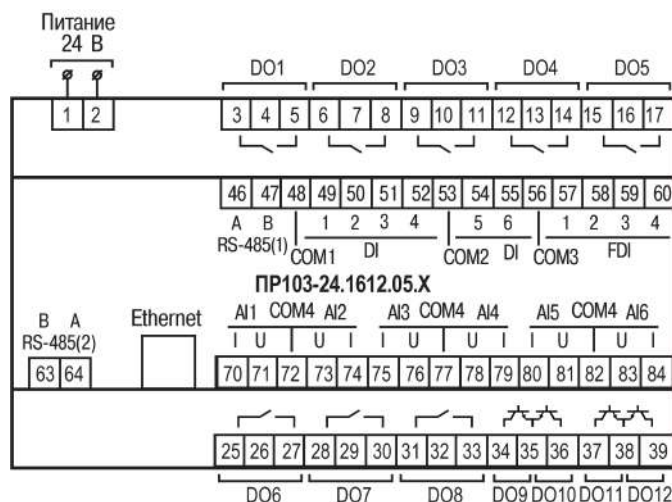 Питание
24 В
DO1 DO2 DO3 DO4 DO5
1 2 3 4 5 6 7 8 9 10 11 12 13 14 15 16 17
46 47 48 49 50 51 52 53 54 55 56 57 58 59 60
A B 1 2 3 4 5 6 1 2 3 4
RS-485(1) COM1 DI COM2 DI COM3 FDI
ПР103-24.1612.05.X
AI1 COM4 AI2 AI3 COM4 AI4 AI5 COM4 AI6
B A Ethernet I U U I I U U I I U U I
RS-485(2)
63 64 70 71 72 73 74 75 76 77 78 79 80 81 82 83 84
25 26 27 28 29 30 31 32 33 34 35 36 37 38 39
DO6 DO7 DO8 DO9 DO10 DO11 DO12